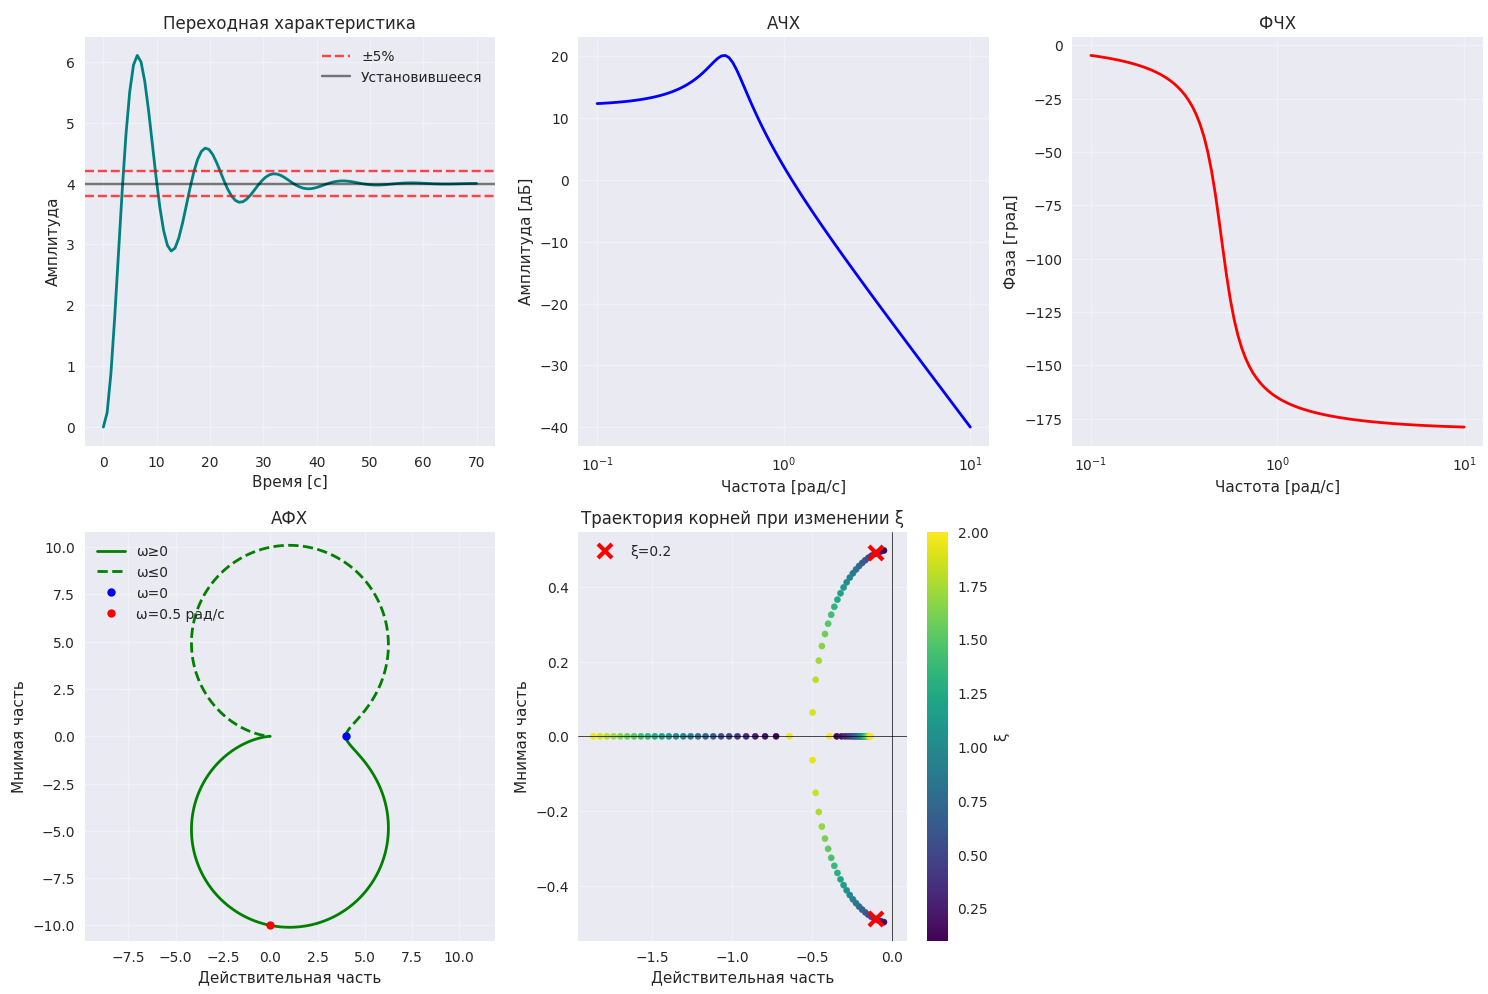 Переходная характеристика
±5%
Установившееся
6
5
4
3
2
1
0
Амплитуда
0 10 20 30 40 50 60 70
Время [с]
АЧХ
20
10
0
−10
−20
−30
−40
Амплитуда [дБ]
10⁻¹ 10⁰ 10¹
Частота [рад/с]
ФЧХ
0
−25
−50
−75
−100
−125
−150
−175
Фаза [град]
10⁻¹ 10⁰ 10¹
Частота [рад/с]
АФХ
ω≥0
ω≤0
ω=0
ω=0.5 рад/с
10.0
7.5
5.0
2.5
0.0
−2.5
−5.0
−7.5
−10.0
Мнимая часть
−7.5 −5.0 −2.5 0.0 2.5 5.0 7.5 10.0
Действительная часть
Траектория корней при изменении ξ
ξ=0.2
0.4
0.2
0.0
−0.2
−0.4
Мнимая часть
−1.5 −1.0 −0.5 0.0
Действительная часть
2.00
1.75
1.50
1.25
1.00
0.75
0.50
0.25
ξ